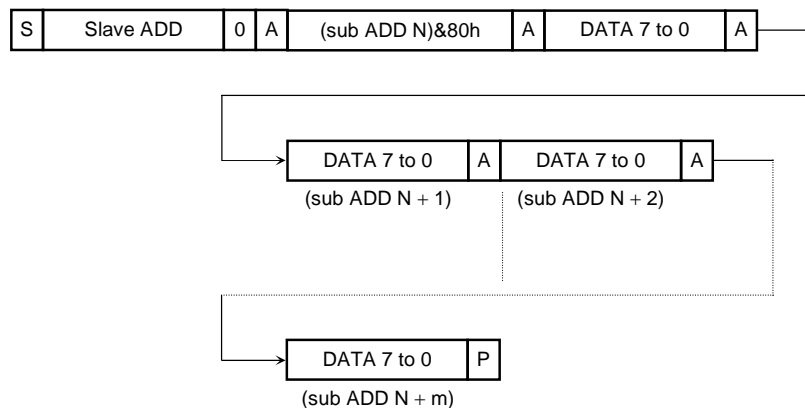 S Slave ADD 0 A (sub ADD N)&80h A DATA 7 to 0 A
DATA 7 to 0 A DATA 7 to 0 A
(sub ADD N + 1) (sub ADD N + 2)
DATA 7 to 0 P
(sub ADD N + m)